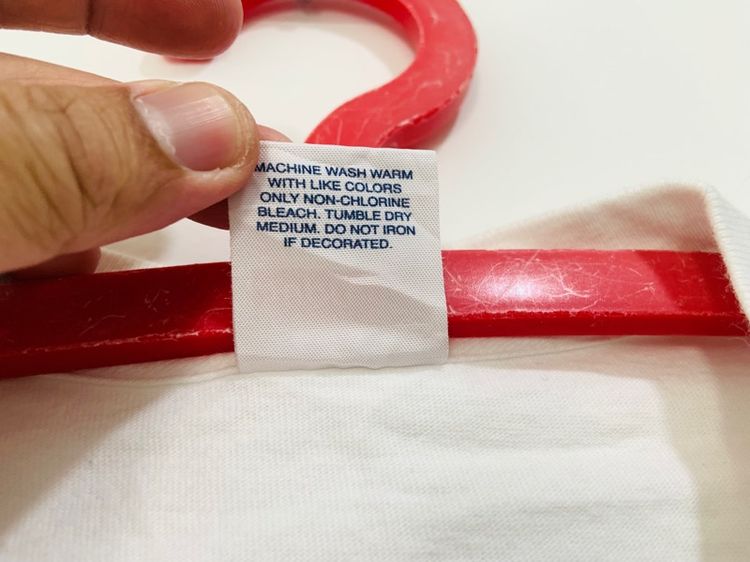 MACHINE WASH WARM
WITH LIKE COLORS
ONLY NON-CHLORINE
BLEACH. TUMBLE DRY
MEDIUM. DO NOT IRON
IF DECORATED.